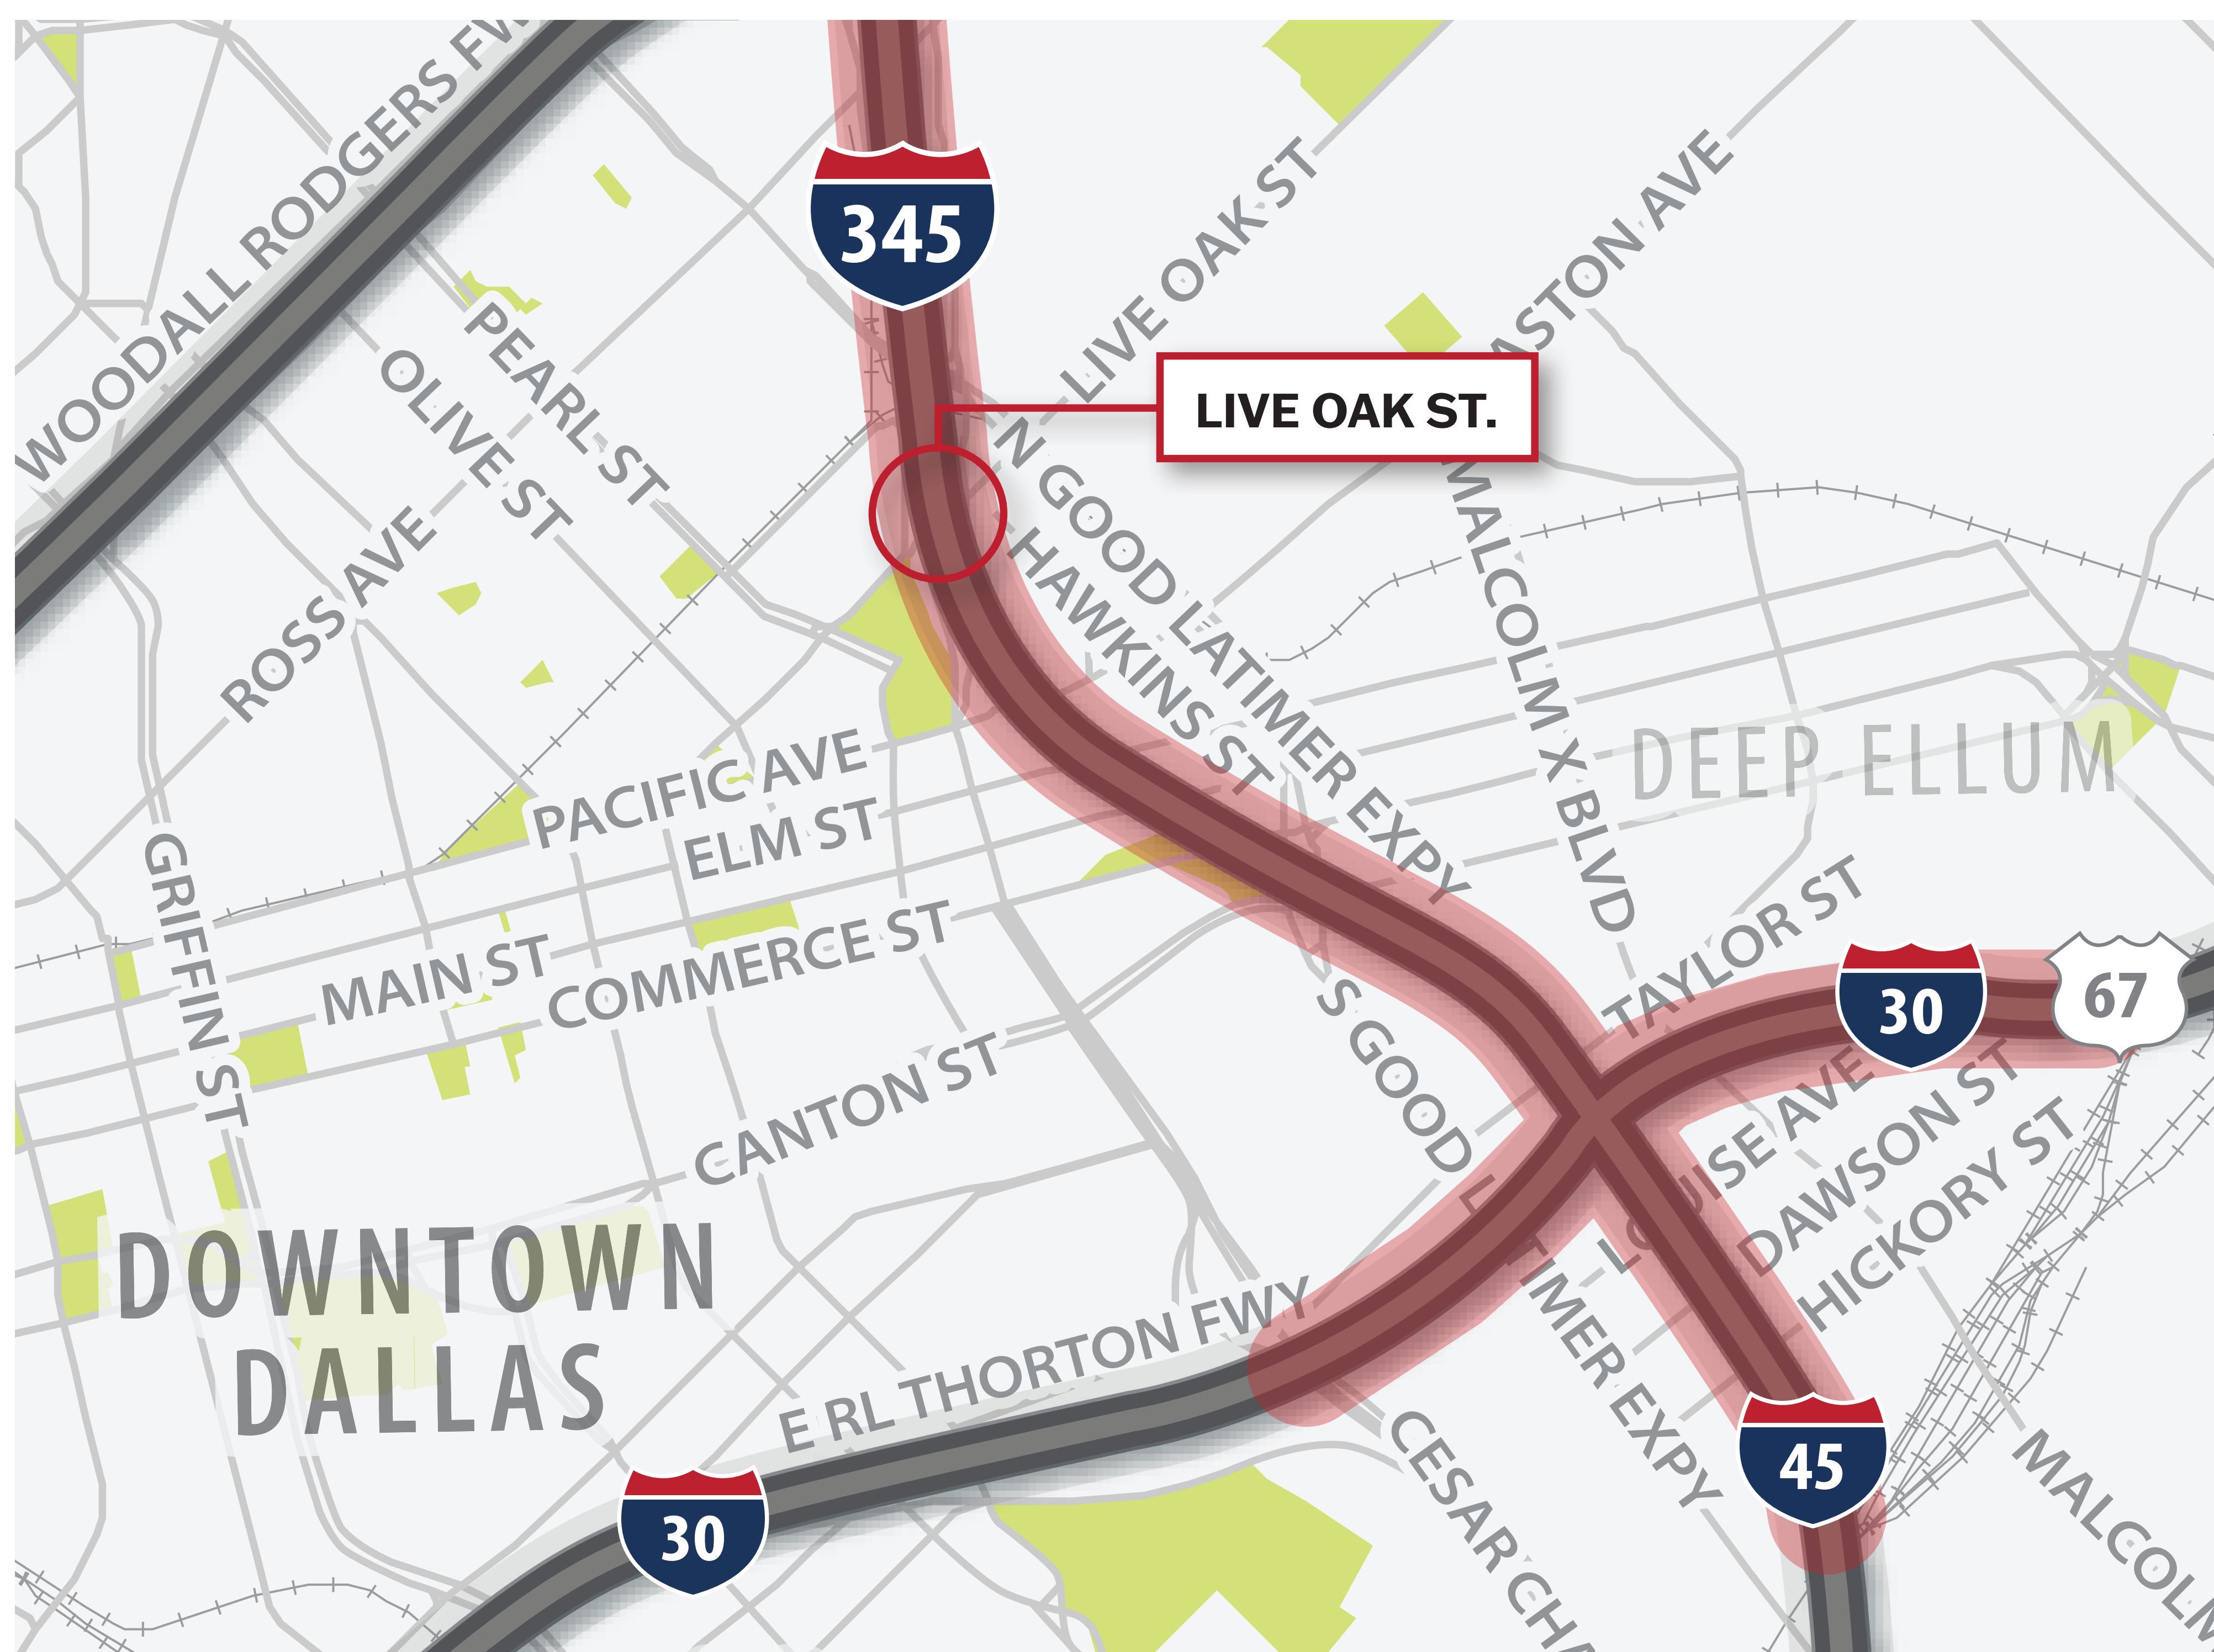 WOODALL RODGERS FW
345
LIVE OAK ST
ASTON AVE
PEARL ST
OLIVE ST
LIVE OAK ST.
N GOOD LATIMER EXPY
HAWKINS ST
MALCOLM X BLVD
ROSS AVE
DEEP ELLUM
PACIFIC AVE
ELM ST
GRIFFIN ST
MAIN ST
COMMERCE ST
TAYLOR ST
30
67
CANTON ST
S GOOD LATIMER EXPY
LOUISE AVE
DAWSON ST
HICKORY ST
DOWNTOWN
DALLAS
E RL THORTON FWY
30
45
CESAR CHA
MALCOLM